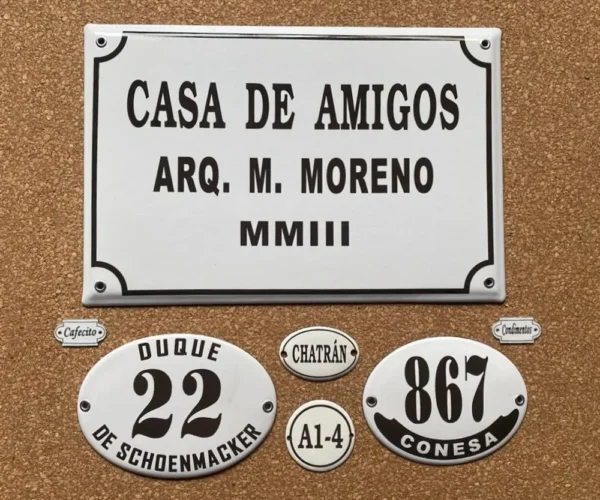 CASA DE AMIGOS
ARQ. M. MORENO
MMIII
Cafecito
Condimentos
DUQUE
22
DE SCHOENMACKER
CHATRÁN
A1-4
867
CONESA